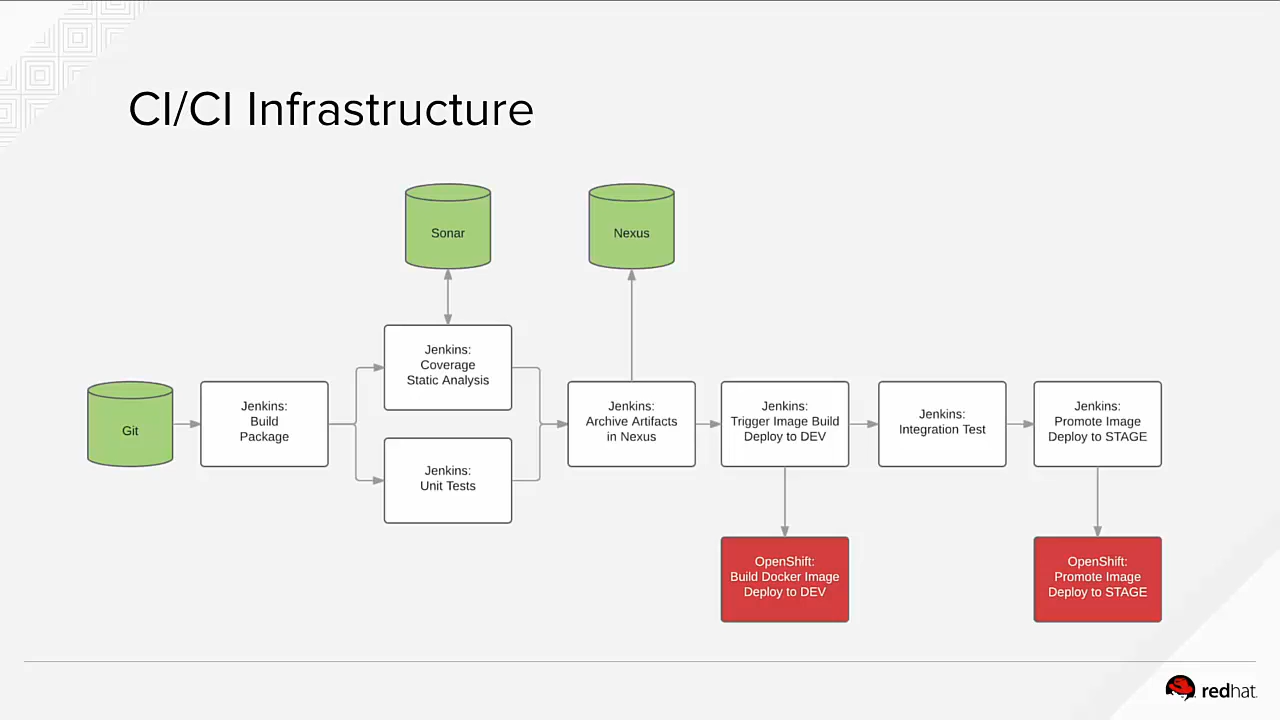 CI/CI Infrastructure
Sonar
Nexus
Git
Jenkins:
Build
Package
Jenkins:
Coverage
Static Analysis
Jenkins:
Unit Tests
Jenkins:
Archive Artifacts
in Nexus
Jenkins:
Trigger Image Build
Deploy to DEV
Jenkins:
Integration Test
Jenkins:
Promote Image
Deploy to STAGE
OpenShift:
Build Docker Image
Deploy to DEV
OpenShift:
Promote Image
Deploy to STAGE
redhat.